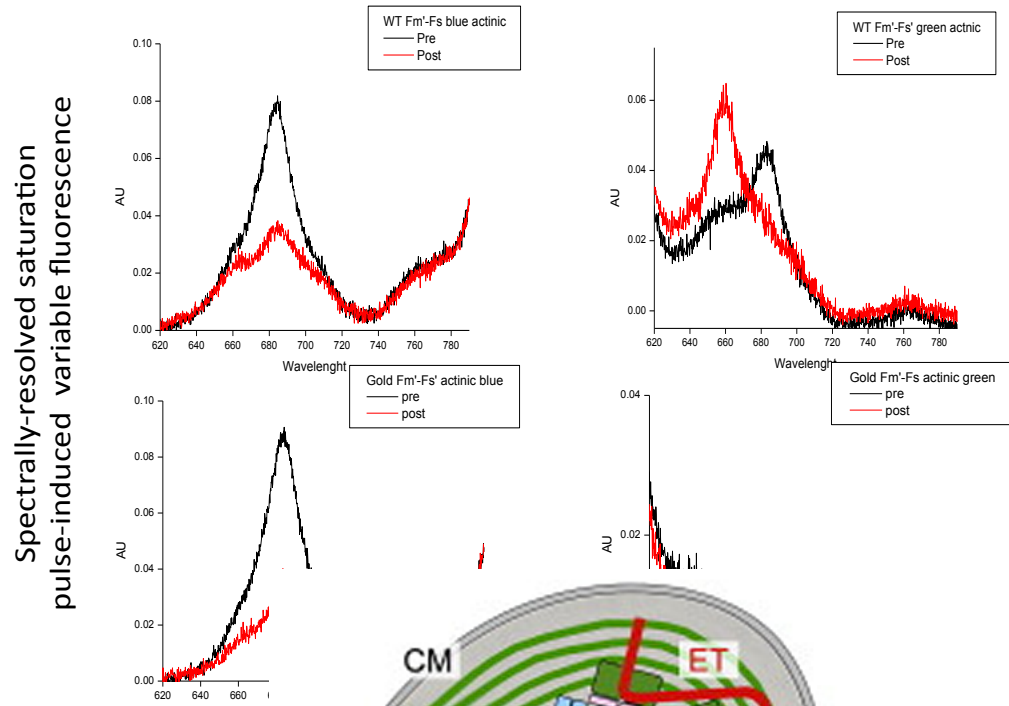 Spectrally-resolved saturation
pulse-induced variable fluorescence
WT Fm'-Fs blue actinic
Pre
Post
0.10
0.08
0.06
0.04
0.02
0.00
AU
620 640 660 680 700 720 740 760 780
Wavelenght
WT Fm'-Fs' green actnic
Pre
Post
0.06
0.04
0.02
0.00
AU
620 640 660 680 700 720 740 760 780
Wavelenght
Gold Fm'-Fs' actinic blue
pre
post
0.10
0.08
0.06
0.04
0.02
0.00
AU
620 640 660
Gold Fm'-Fs actinic green
pre
post
0.04
0.02
AU
CM
ET